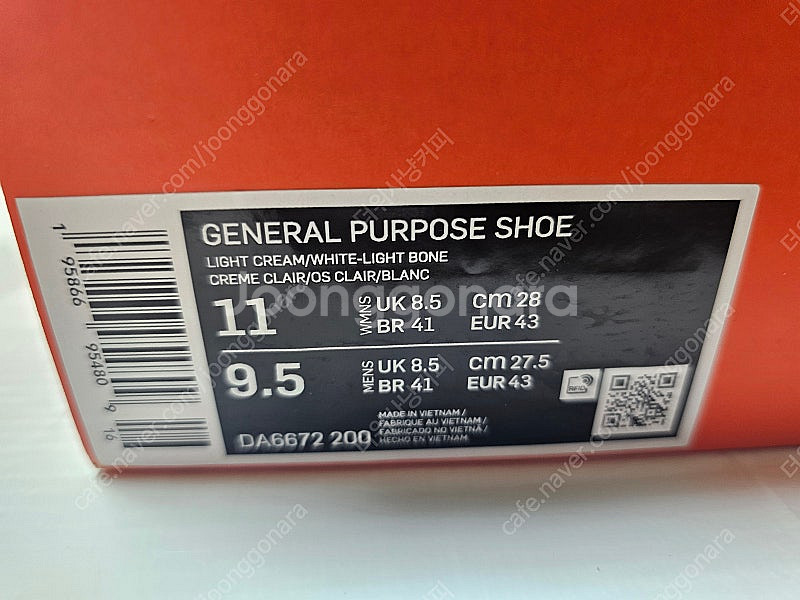 GENERAL PURPOSE SHOE
LIGHT CREAM/WHITE-LIGHT BONE
CREME CLAIR/OS CLAIR/BLANC
11 WMNS UK 8.5 cm 28
BR 41 EUR 43
9.5 MENS UK 8.5 cm 27.5
BR 41 EUR 43
MADE IN VIETNAM /
FABRIQUE AU VIETNAM /
FABRICADO NO VIETNÃ /
HECHO EN VIETNAM
DA6672 200
1 95866 95480 9 16
Joonggonara
cafe.naver.com/joonggonara